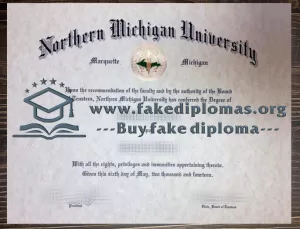 Northern Michigan University
Marquette Michigan
Upon the recommendation of the faculty and by the authority of the Board
Trustees, Northern Michigan University has conferred the Degree of
www.fakediplomas.org
---Buy fake diploma---
With all the rights, privileges and immunities appertaining thereto.
Given this sixth day of May, two thousand and fourteen.
President